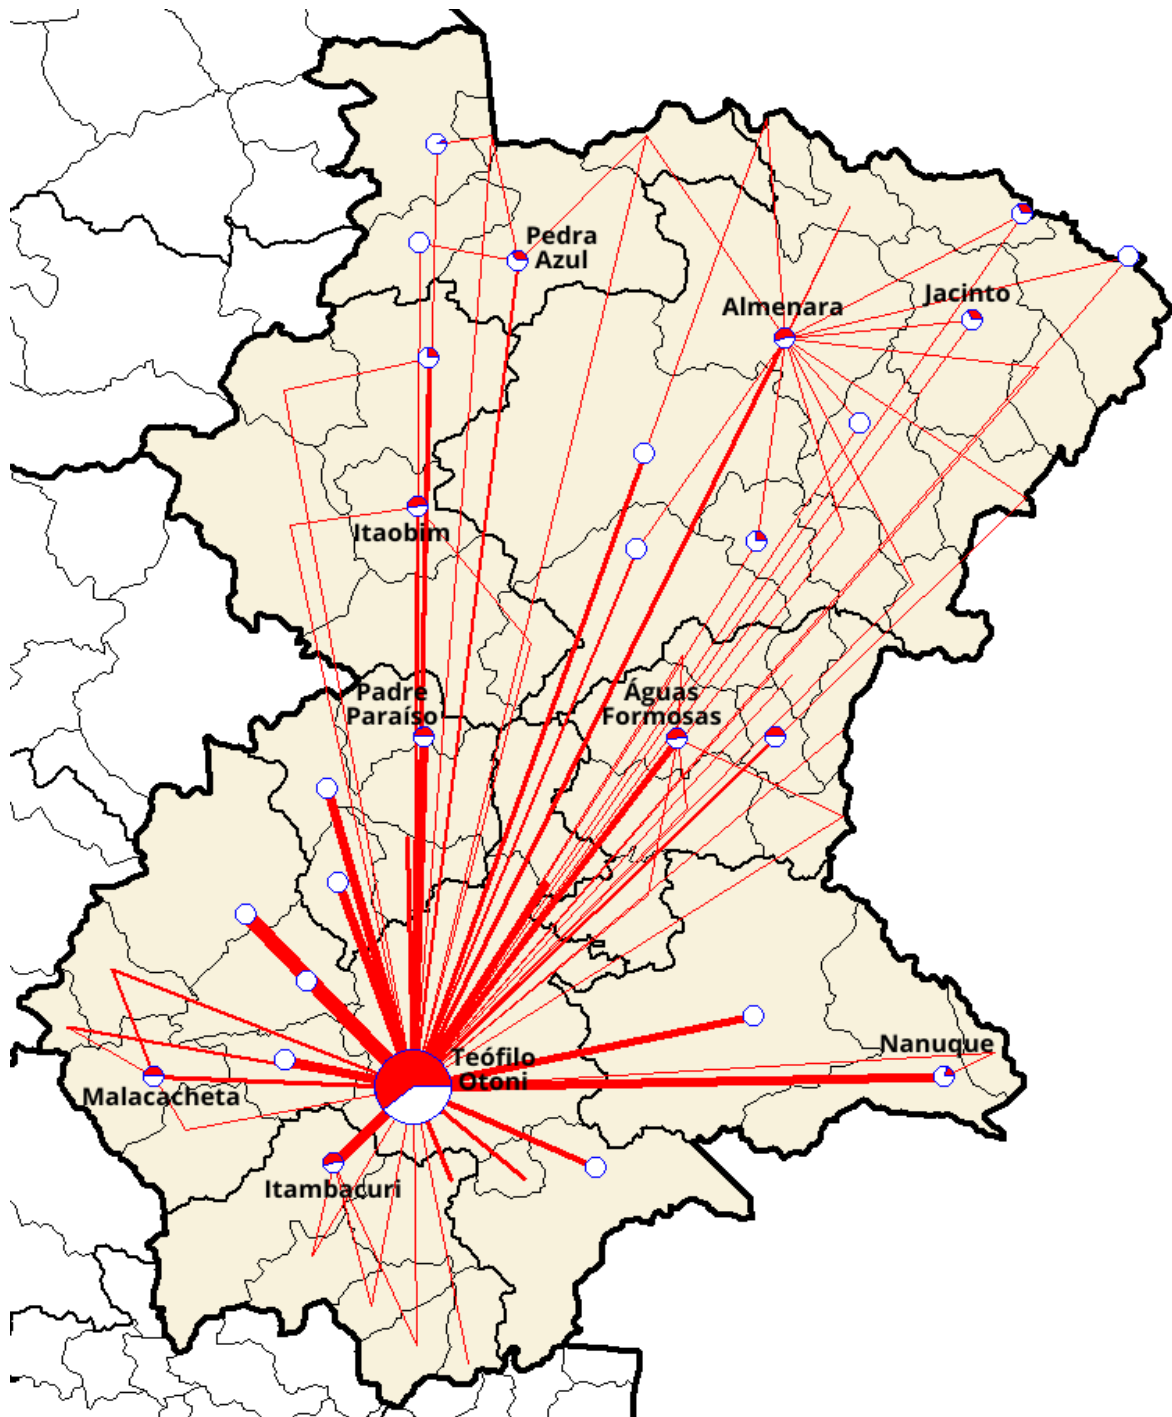 Pedra
Azul
Jacinto
Almenara
Itaobim
Padre
Paraíso
Águas
Formosas
Nanuque
Teófilo
Otoni
Malacacheta
Itambacuri